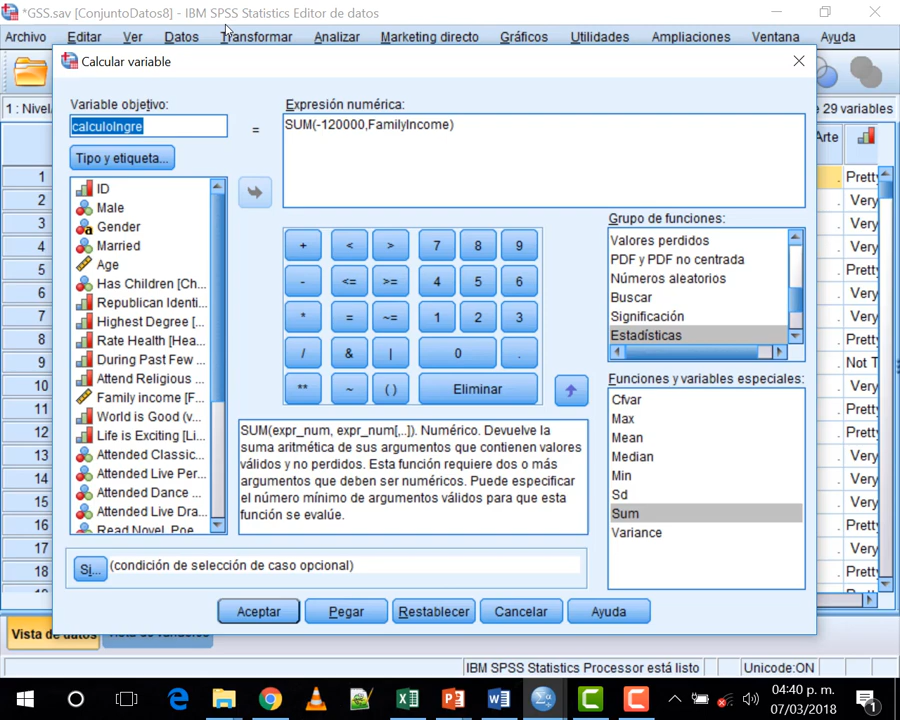 *GSS.sav [ConjuntoDatos8] - IBM SPSS Statistics Editor de datos
Archivo Editar Ver Datos Transformar Analizar Marketing directo Gráficos Utilidades Ampliaciones Ventana Ayuda
Calcular variable
1 : Nivel
e 29 variables
Variable objetivo:
Expresión numérica:
calculoIngre
=
SUM(-120000,FamilyIncome)
Arte
Tipo y etiqueta...
ID
Male
Gender
Married
Age
Has Children [Ch...
Republican Identi...
Highest Degree [...
Rate Health [Hea...
During Past Few ...
Attend Religious ...
Family income [F...
World is Good (v...
Life is Exciting [Li...
Attended Classic...
Attended Live Per...
Attended Dance ...
Attended Live Dra...
Read Novel, Poe...
+ < > 7 8 9
- <= >= 4 5 6
* = ~= 1 2 3
/ & | 0 .
** ~ ( ) Eliminar
Grupo de funciones:
Valores perdidos
PDF y PDF no centrada
Números aleatorios
Buscar
Significación
Estadísticas
Funciones y variables especiales:
Cfvar
Max
Mean
Median
Min
Sd
Sum
Variance
SUM(expr_num, expr_num[,..]). Numérico. Devuelve la
suma aritmética de sus argumentos que contienen valores
válidos y no perdidos. Esta función requiere dos o más
argumentos que deben ser numéricos. Puede especificar
el número mínimo de argumentos válidos para que esta
función se evalúe.
Si... (condición de selección de caso opcional)
Aceptar Pegar Restablecer Cancelar Ayuda
1
2
3
4
5
6
7
8
9
10
11
12
13
14
15
16
17
18
. Pretty
. Very
. Very
. Very
. Pretty
. Very
. Pretty
. Pretty
. Not T
. Very
. Pretty
. Pretty
. Very
. Very
. Pretty
. Very
. Very
. Pretty
Vista de datos Vista de variables
IBM SPSS Statistics Processor está listo Unicode:ON
04:40 p. m.
07/03/2018
1